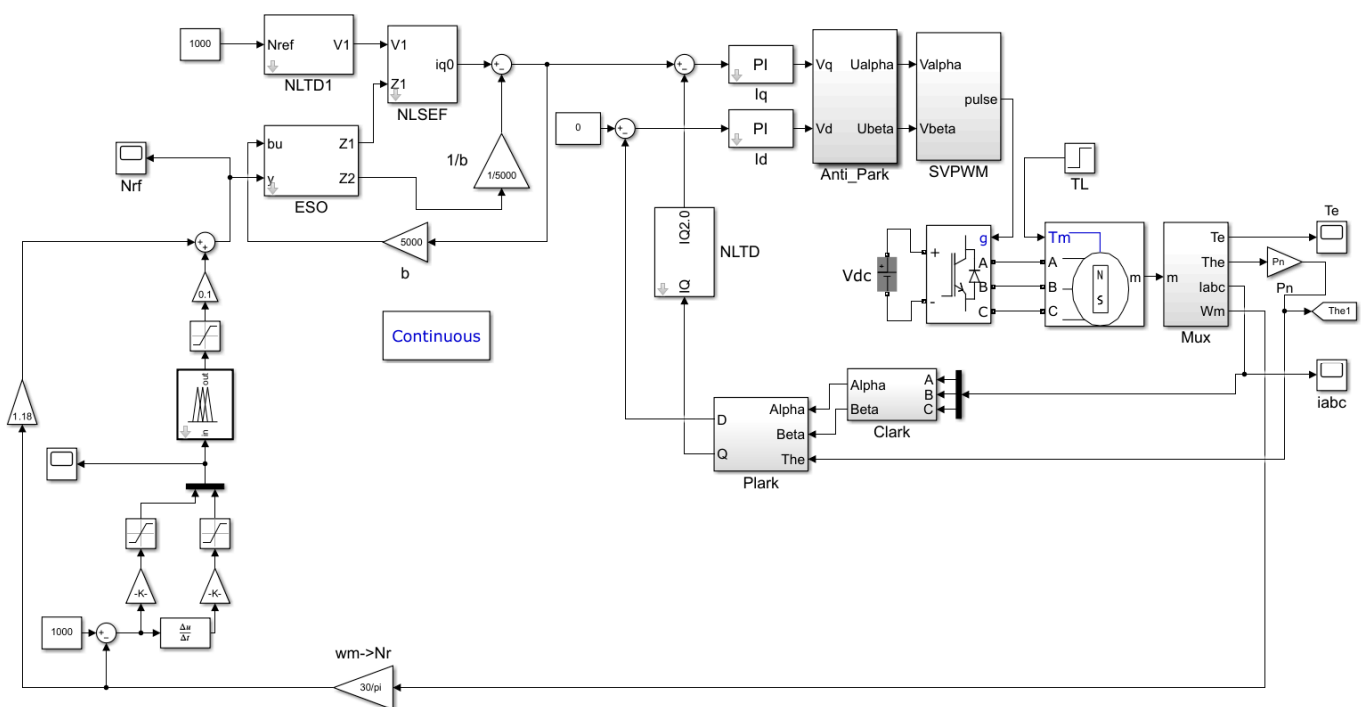 1000
Nref
V1
NLTD1
V1
Z1
iq0
NLSEF
bu
y
Z1
Z2
ESO
Nrf
1/b
1/5000
5000
b
Continuous
0
PI
Iq
PI
Id
Vq
Vd
Ualpha
Ubeta
Anti_Park
Valpha
Vbeta
pulse
SVPWM
TL
IQ2.0
IQ
NLTD
Vdc
+
-
g
A
B
C
Tm
A
B
C
N
S
m
m
Te
The
Iabc
Wm
Mux
Te
Pn
Pn
The1
iabc
A
B
C
Alpha
Beta
Clark
Alpha
Beta
The
D
Q
Plark
0.1
out
in
1.18
-K-
-K-
1000
Δu
Δt
wm->Nr
30/pi